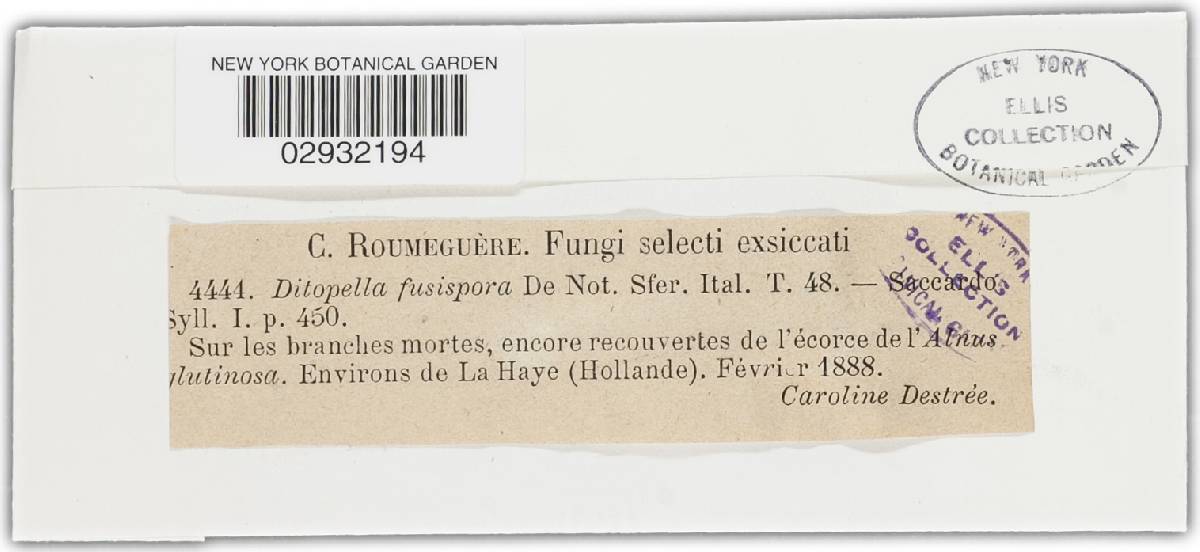 NEW YORK BOTANICAL GARDEN
02932194
NEW YORK
ELLIS
COLLECTION
BOTANICAL GARDEN
C. ROUMEGUÈRE. Fungi selecti exsiccati
4444. Ditopella fusispora De Not. Sfer. Ital. T. 48. — Saccardo
Syll. I. p. 450.
Sur les branches mortes, encore recouvertes de l'écorce de l'Alnus
glutinosa. Environs de La Haye (Hollande). Février 1888.
Caroline Destrée.
NEW YORK
ELLIS
COLLECTION